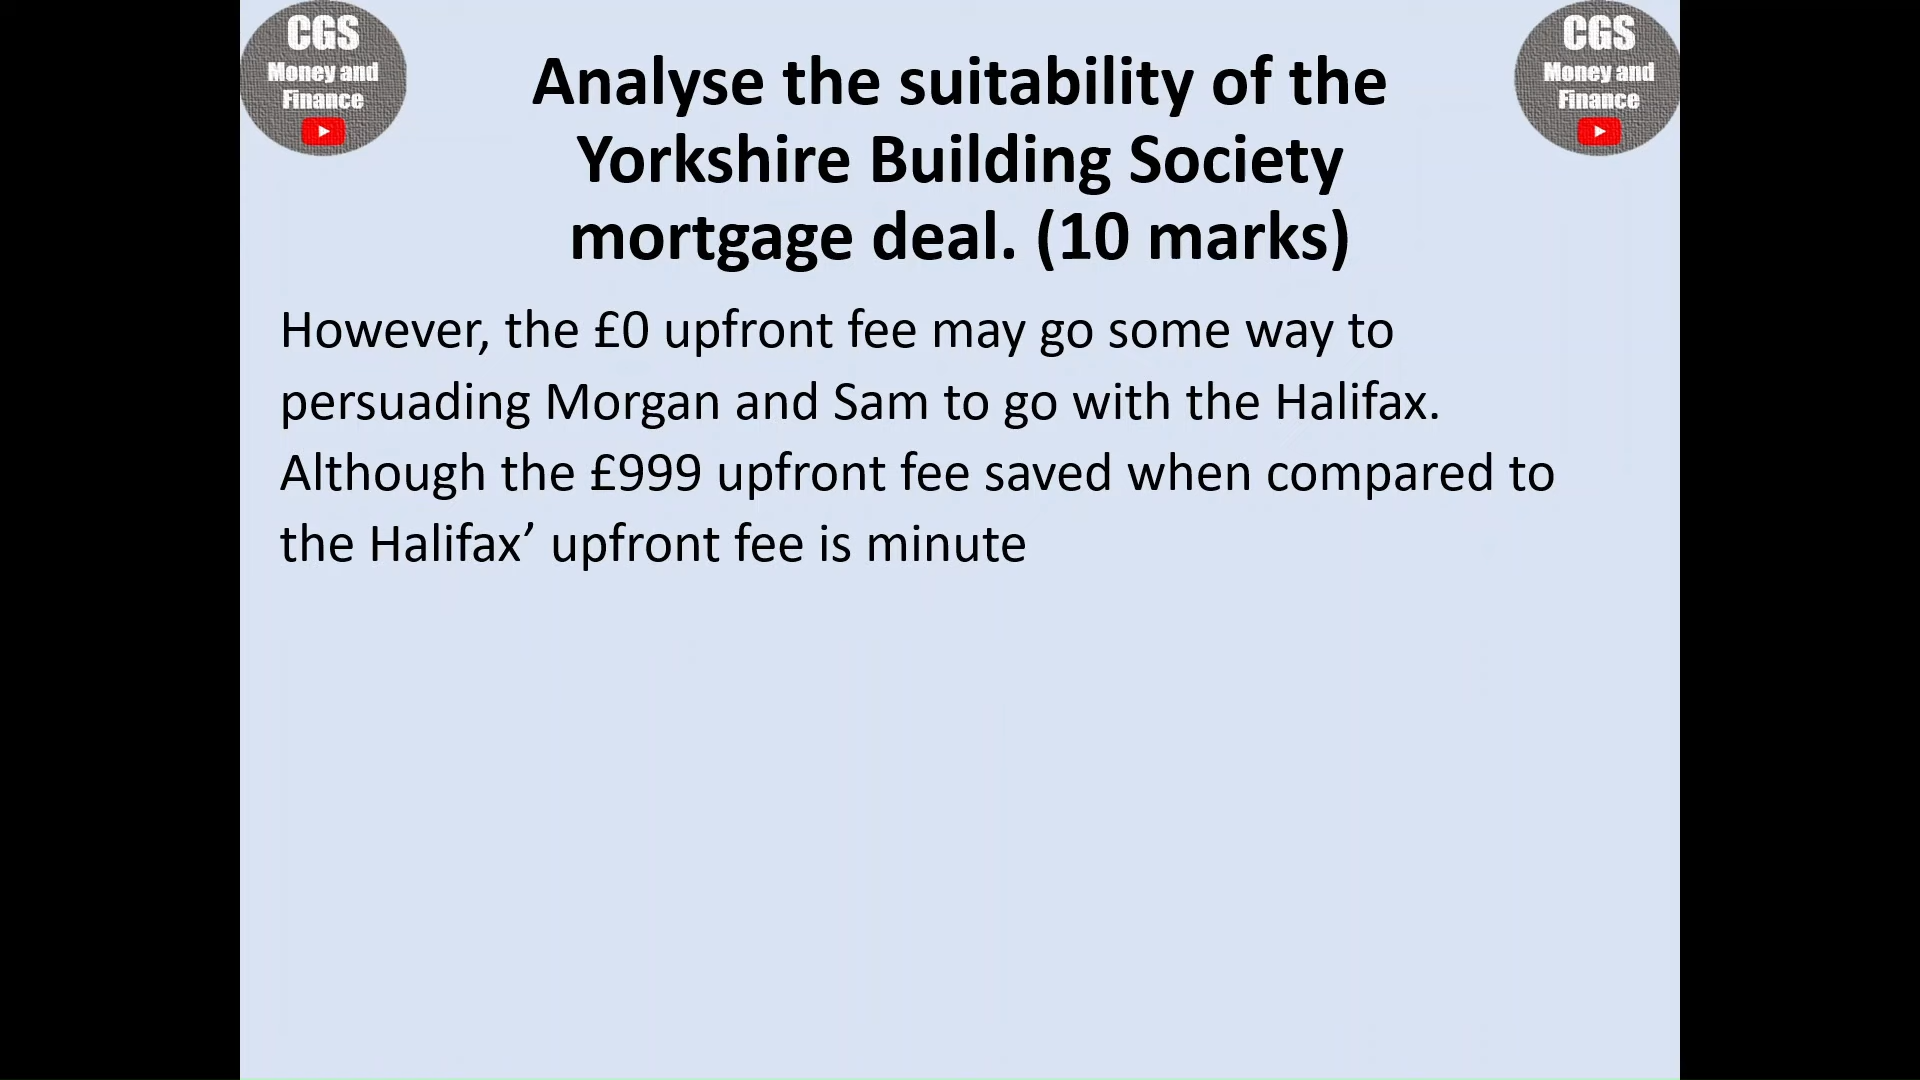 CGS
Money and
Finance
CGS
Money and
Finance
Analyse the suitability of the
Yorkshire Building Society
mortgage deal. (10 marks)
However, the £0 upfront fee may go some way to
persuading Morgan and Sam to go with the Halifax.
Although the £999 upfront fee saved when compared to
the Halifax’ upfront fee is minute